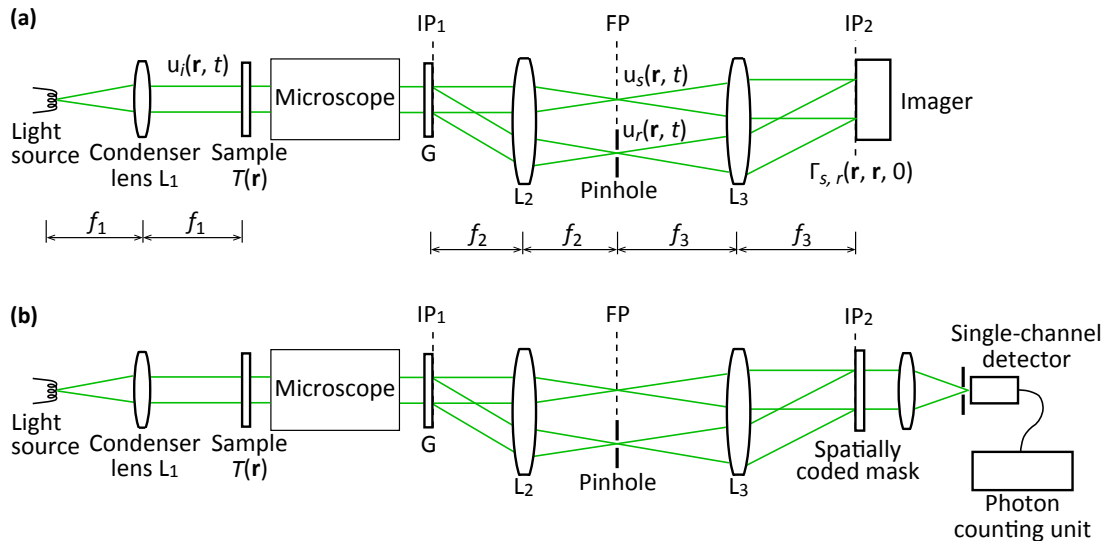 (a)
IP₁
FP
IP₂
uᵢ(r, t)
uₛ(r, t)
Microscope
Imager
Light
source
uᵣ(r, t)
Condenser
lens L₁
Sample
T(r)
G
L₂
Pinhole
L₃
Γₛ, ᵣ(r, r, 0)
f₁
f₁
f₂
f₂
f₃
f₃
(b)
IP₁
FP
IP₂
Single-channel
detector
Microscope
Light
source
Condenser
lens L₁
Sample
T(r)
G
L₂
Pinhole
L₃
Spatially
coded mask
Photon
counting unit